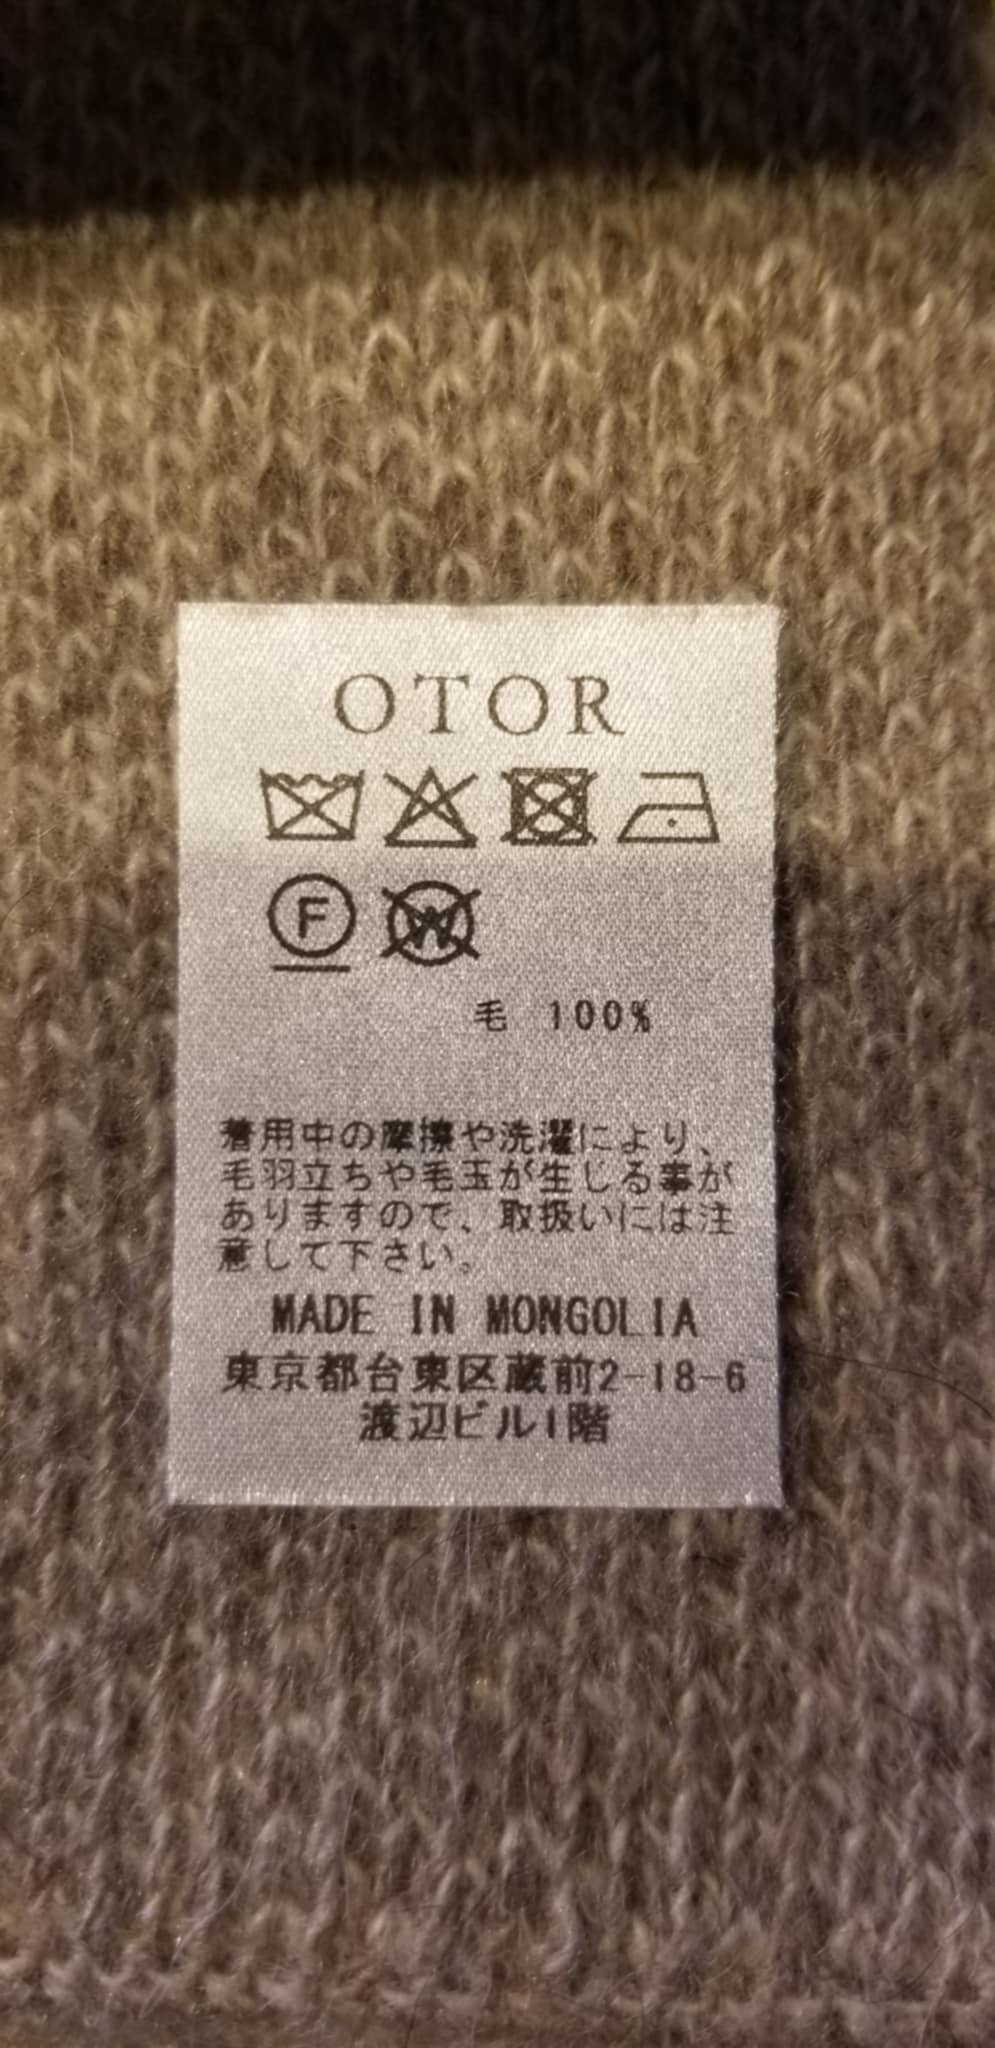 OTOR
F W
毛 100%
着用中の摩擦や洗濯により、
毛羽立ちや毛玉が生じる事が
ありますので、取扱いには注
意して下さい。
MADE IN MONGOLIA
東京都台東区蔵前2-18-6
渡辺ビル1階